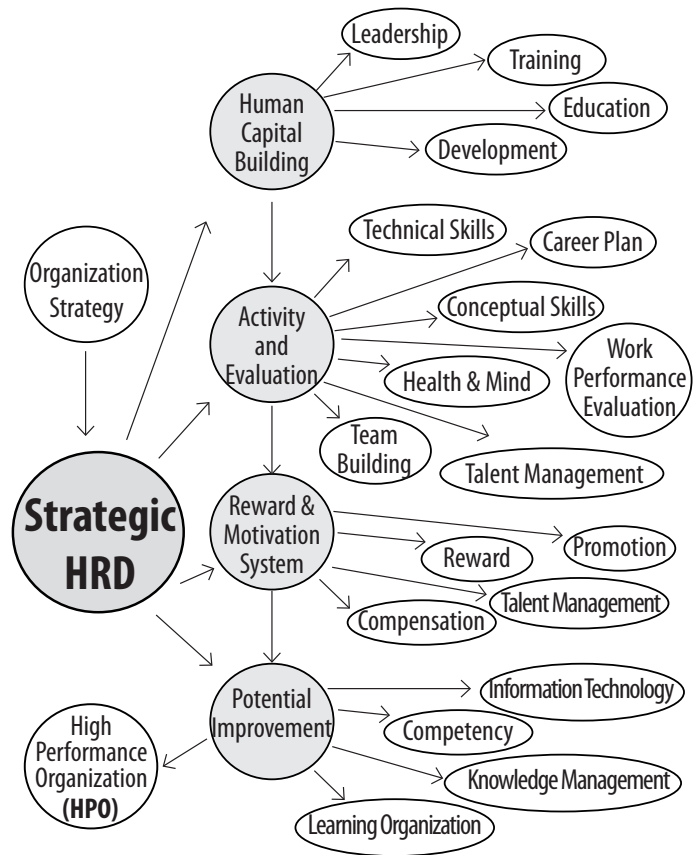 Leadership
Training
Human
Capital
Building
Education
Development
Technical Skills
Career Plan
Organization
Strategy
Activity
and
Evaluation
Conceptual Skills
Work
Performance
Evaluation
Health & Mind
Team
Building
Talent Management
Strategic
HRD
Reward &
Motivation
System
Promotion
Reward
Talent Management
Compensation
Potential
Improvement
Information Technology
Competency
High
Performance
Organization
(HPO)
Knowledge Management
Learning Organization